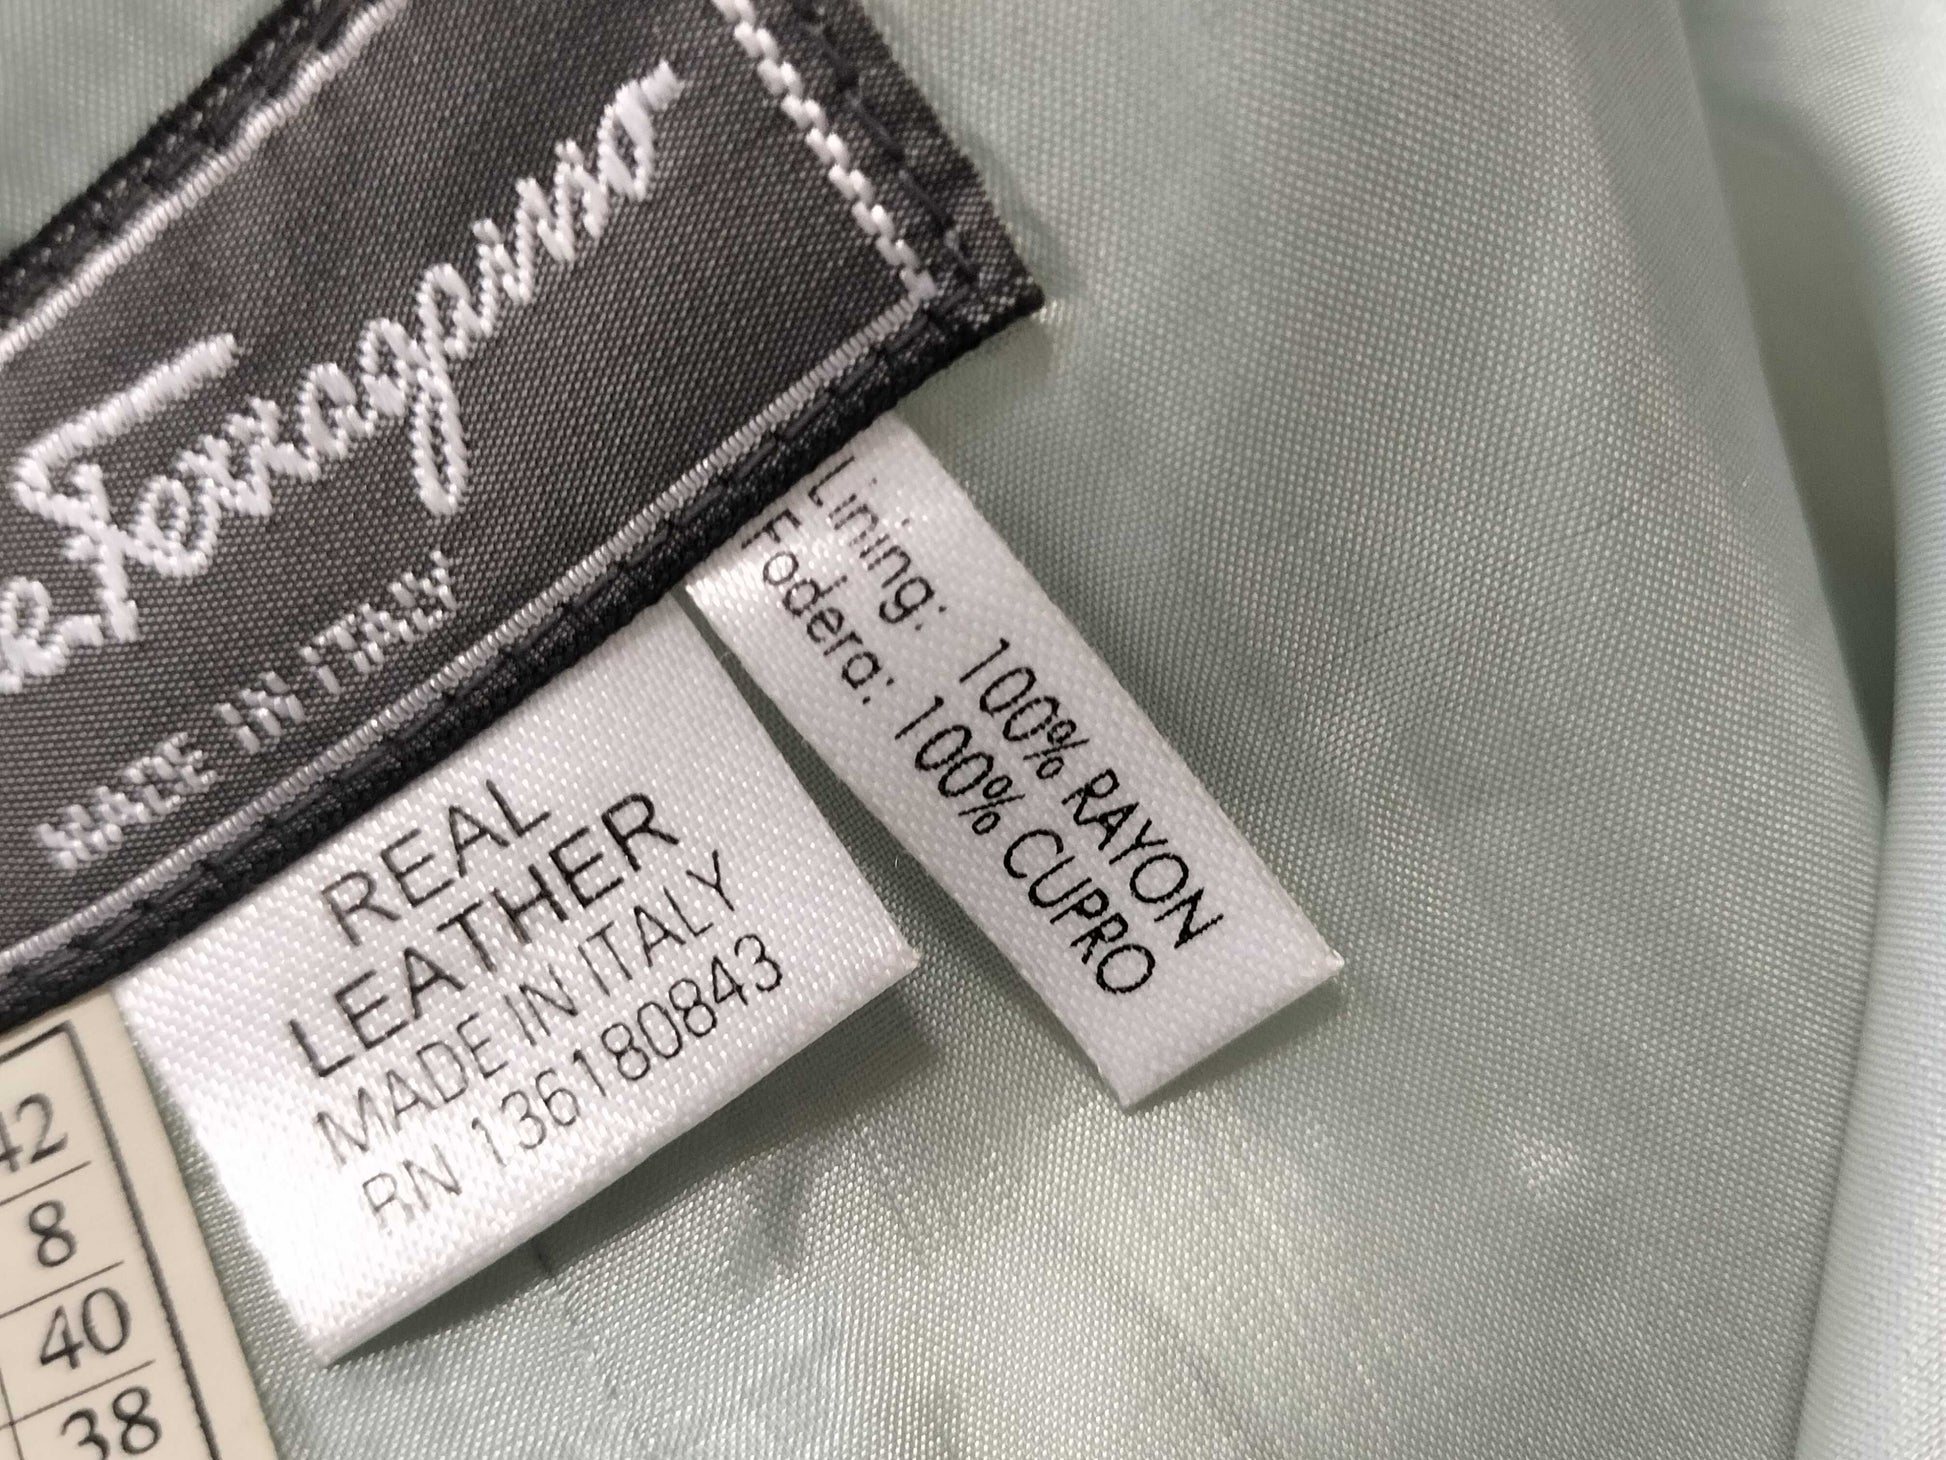 Ferragamo
MADE IN ITALY
Lining: 100% RAYON
Fodera: 100% CUPRO
REAL
LEATHER
MADE IN ITALY
RN 136180843
42
8
40
38